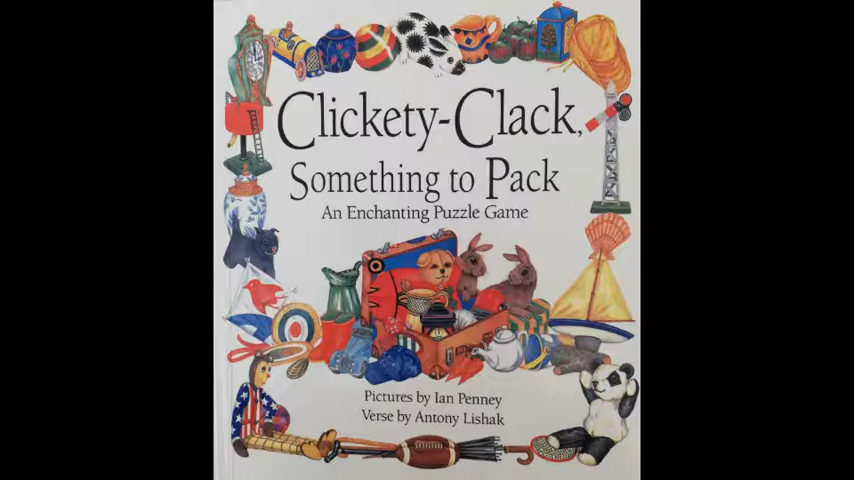 Clickety-Clack,
Something to Pack
An Enchanting Puzzle Game
Pictures by Ian Penney
Verse by Antony Lishak